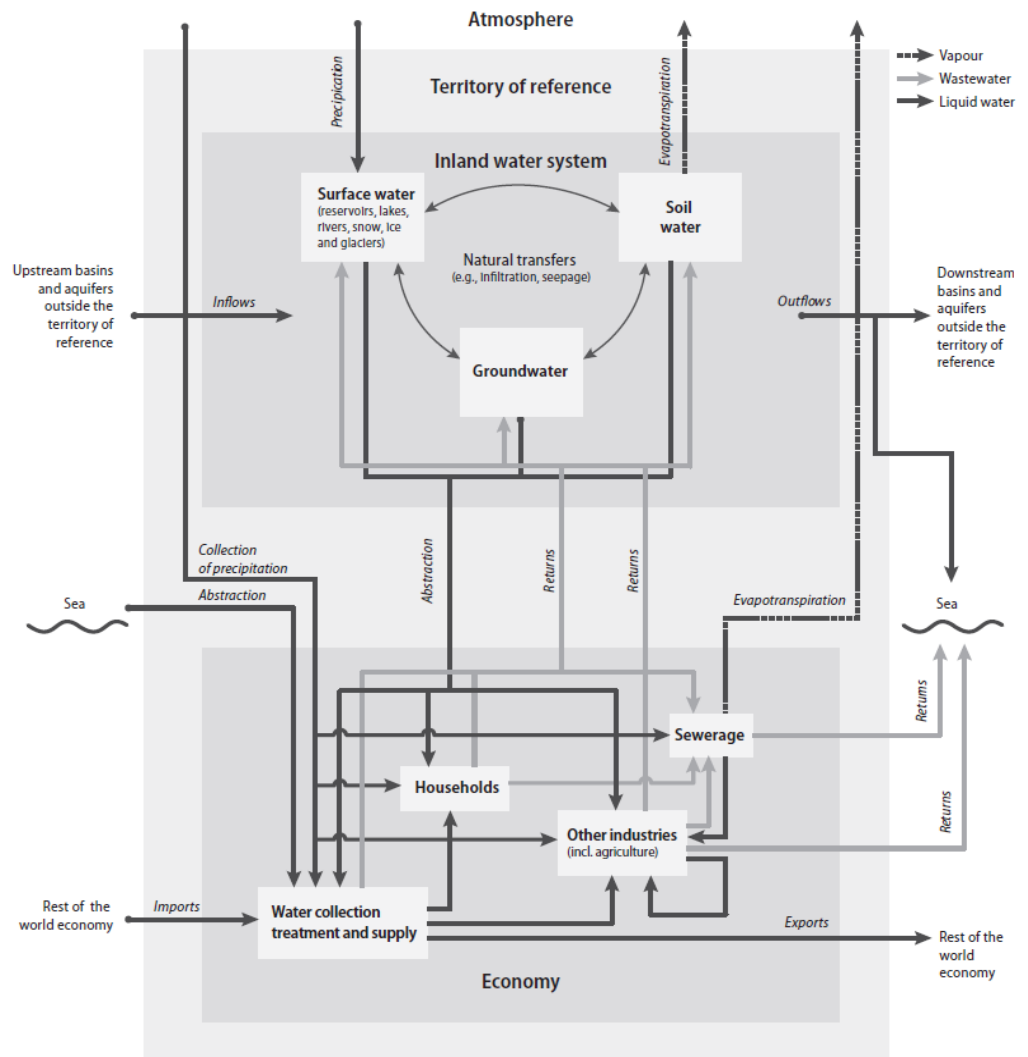 Atmosphere
Vapour
Wastewater
Liquid water
Territory of reference
Precipication
Evapotranspiration
Inland water system
Surface water
(reservoirs, lakes,
rivers, snow, ice
and glaciers)
Soil
water
Natural transfers
(e.g., infiltration, seepage)
Groundwater
Upstream basins
and aquifers
outside the
territory of
reference
Inflows
Outflows
Downstream
basins and
aquifers
outside the
territory of
reference
Collection
of precipitation
Abstraction
Sea
Abstraction
Returns
Returns
Evapotranspiration
Sea
Returns
Returns
Sewerage
Households
Other industries
(incl. agriculture)
Rest of the
world economy
Imports
Water collection
treatment and supply
Exports
Rest of the
world
economy
Economy